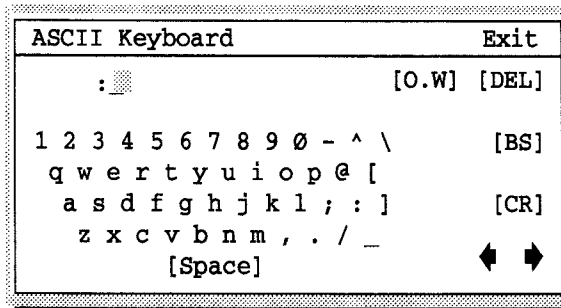 ASCII Keyboard Exit
:_ [O.W] [DEL]
1 2 3 4 5 6 7 8 9 Ø - ^ \ [BS]
q w e r t y u i o p @ [
a s d f g h j k l ; : ] [CR]
z x c v b n m , . / _
[Space]